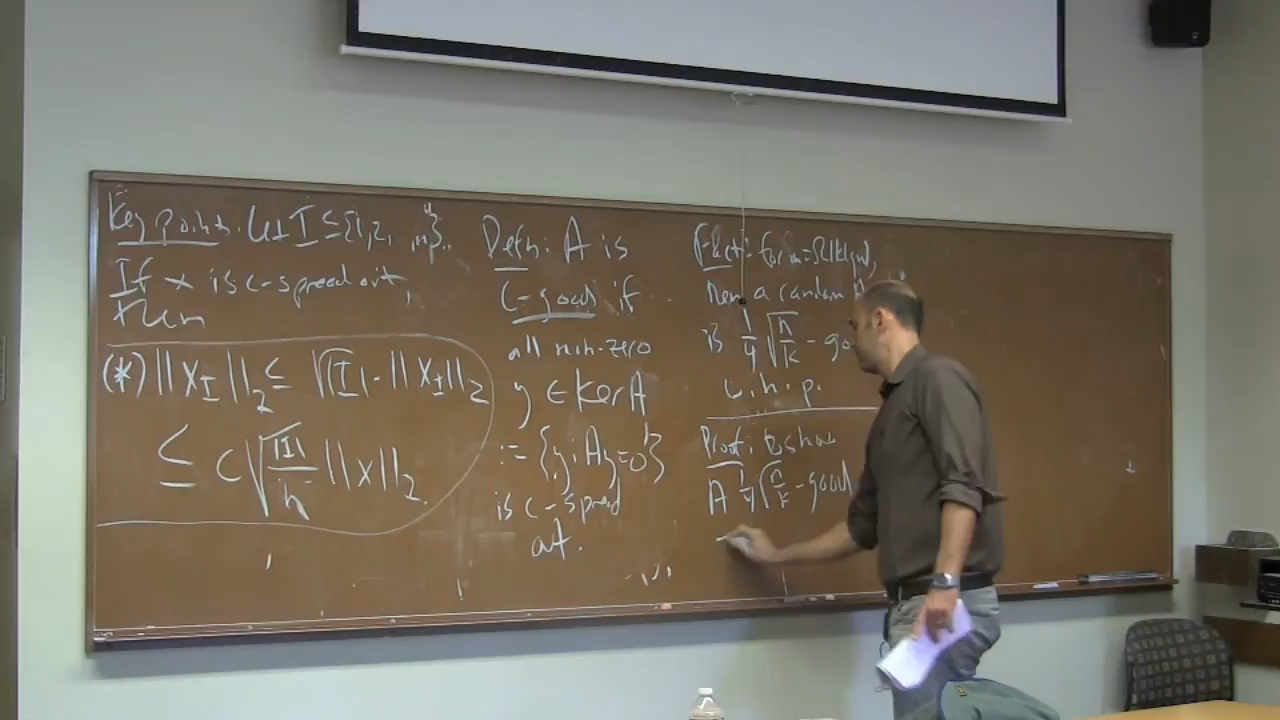 Key point: Let I ⊆ {1,2, ,n}.
If x is c-spread out,
then
(*) ||x_I||_2 ≤ √|I| · ||x_I||_2
≤ C √(|I|/n) ||x||_2.
Defn: A is
C-good if
all non-zero
y ∈ Ker A
:= {y: Ay=0}
is c-spread
out.
Fact: for m=Ω(k lg n),
then a random A
is 1/4 √(n/k) - go
w.h.p.
Proof: to show
A 1/4 √(n/k) - good